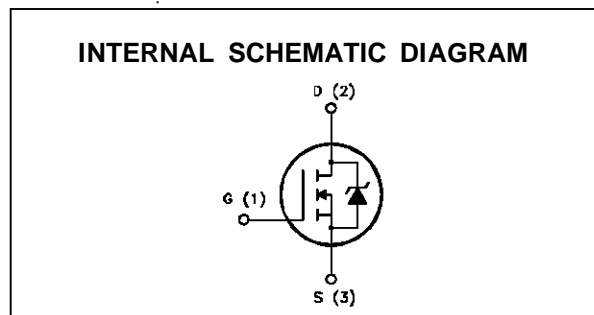 INTERNAL SCHEMATIC DIAGRAM
D (2)
G (1)
S (3)